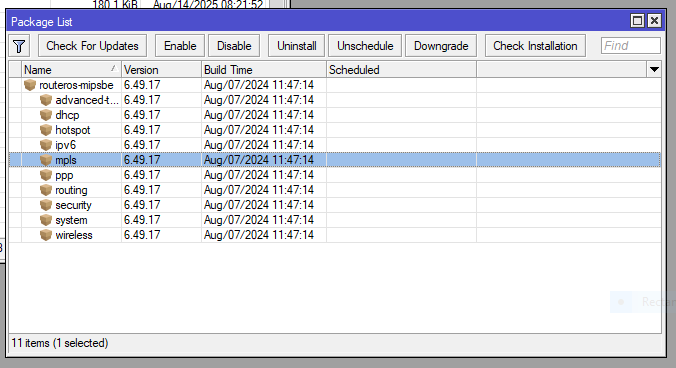 180.1 KiB Aug/14/2025 08:21:52
Package List
Check For Updates Enable Disable Uninstall Unschedule Downgrade Check Installation Find
Name / Version Build Time Scheduled
routeros-mipsbe 6.49.17 Aug/07/2024 11:47:14
advanced-t... 6.49.17 Aug/07/2024 11:47:14
dhcp 6.49.17 Aug/07/2024 11:47:14
hotspot 6.49.17 Aug/07/2024 11:47:14
ipv6 6.49.17 Aug/07/2024 11:47:14
mpls 6.49.17 Aug/07/2024 11:47:14
ppp 6.49.17 Aug/07/2024 11:47:14
routing 6.49.17 Aug/07/2024 11:47:14
security 6.49.17 Aug/07/2024 11:47:14
system 6.49.17 Aug/07/2024 11:47:14
wireless 6.49.17 Aug/07/2024 11:47:14
11 items (1 selected)